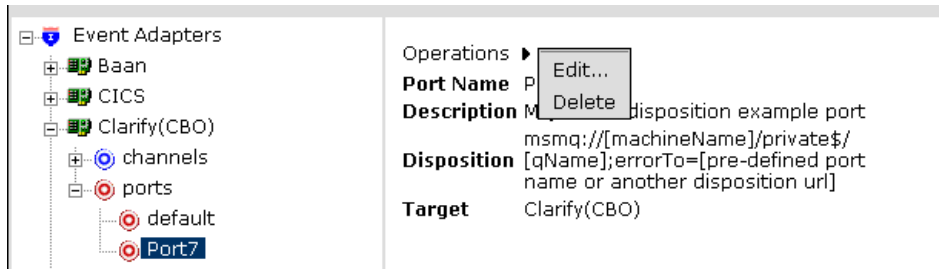 Event Adapters
Baan
CICS
Clarify(CBO)
channels
ports
default
Port7
Operations
Edit...
Delete
Port Name P
Description M disposition example port
msmq://[machineName]/private$/
Disposition [qName];errorTo=[pre-defined port
name or another disposition url]
Target Clarify(CBO)